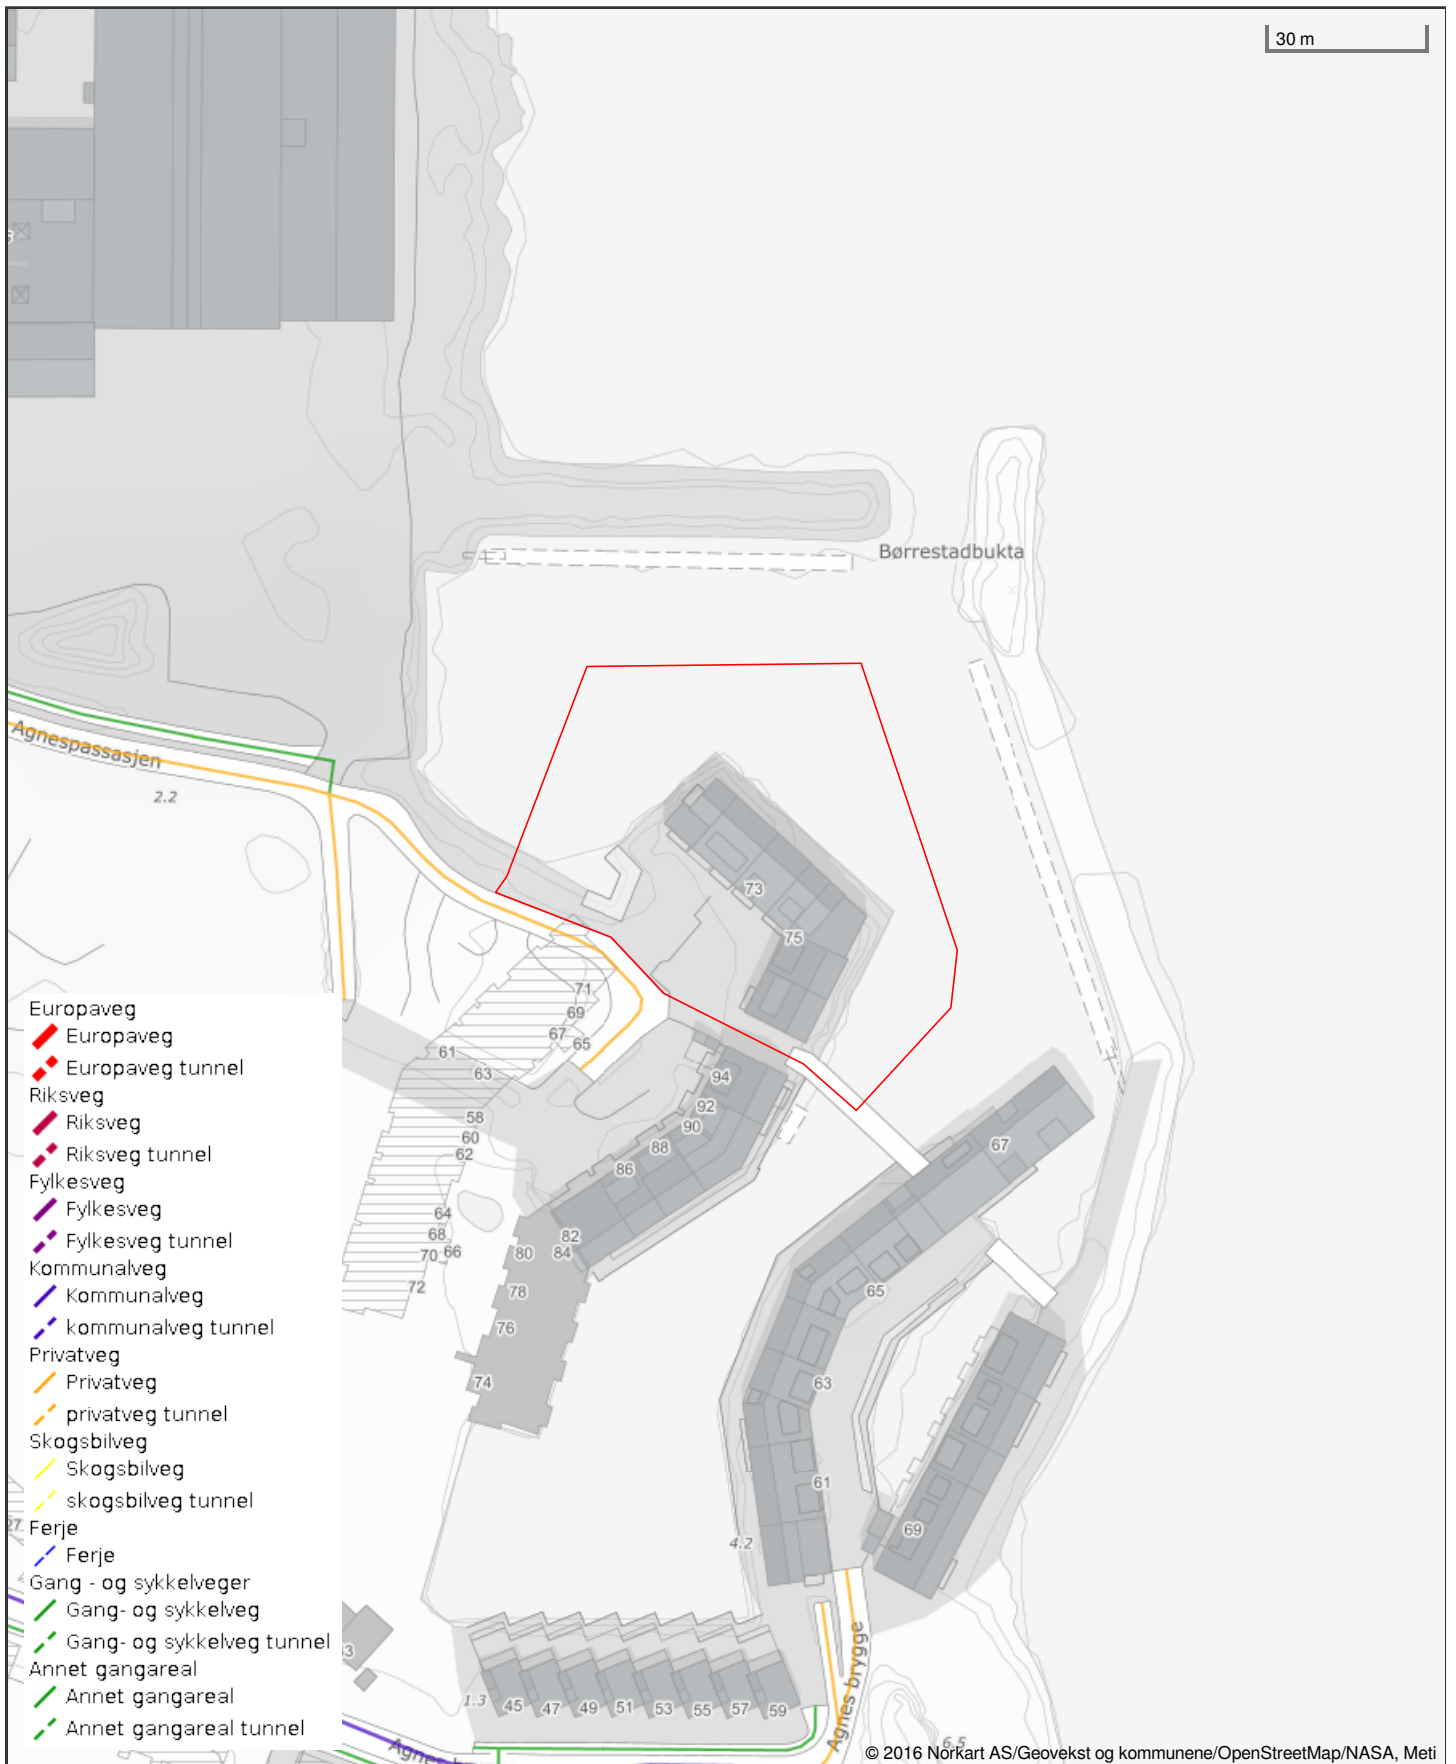 30 m
Børrestadbukta
Agnespassasjen
2.2
73
75
71
69
67
65
61
63
94
92
90
88
86
58
60
62
64
68
70 66
72
82
84
80
78
76
74
67
65
63
61
69
4.2
Agnes brygge
1.3
45
47
49
51
53
55
57
59
6.5
27
Europaveg
Europaveg
Europaveg tunnel
Riksveg
Riksveg
Riksveg tunnel
Fylkesveg
Fylkesveg
Fylkesveg tunnel
Kommunalveg
Kommunalveg
kommunalveg tunnel
Privatveg
Privatveg
privatveg tunnel
Skogsbilveg
Skogsbilveg
skogsbilveg tunnel
Ferje
Ferje
Gang - og sykkelveger
Gang- og sykkelveg
Gang- og sykkelveg tunnel
Annet gangareal
Annet gangareal
Annet gangareal tunnel
© 2016 Norkart AS/Geovekst og kommunene/OpenStreetMap/NASA, Meti